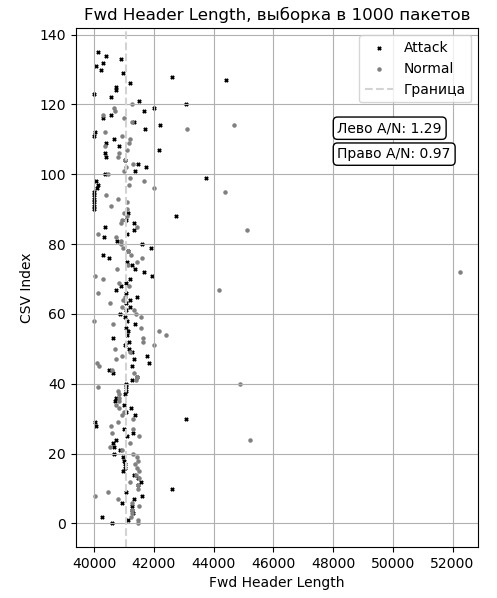 Fwd Header Length, выборка в 1000 пакетов
Attack
Normal
Граница
Лево A/N: 1.29
Право A/N: 0.97
140
120
100
80
60
40
20
0
CSV Index
40000 42000 44000 46000 48000 50000 52000
Fwd Header Length